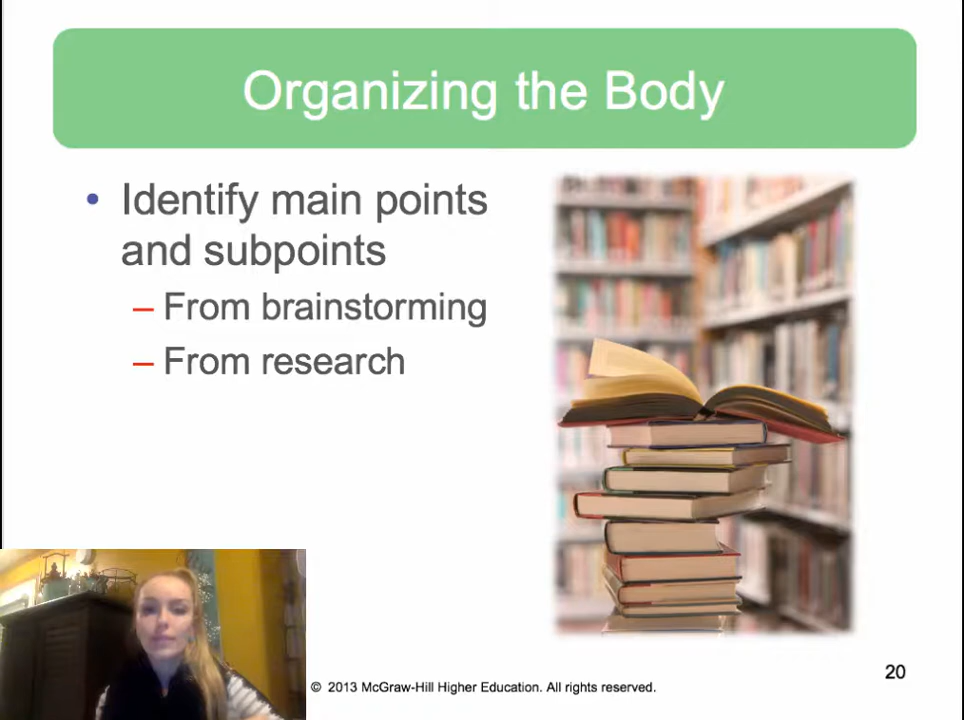 Organizing the Body
• Identify main points
and subpoints
– From brainstorming
– From research
© 2013 McGraw-Hill Higher Education. All rights reserved.
20